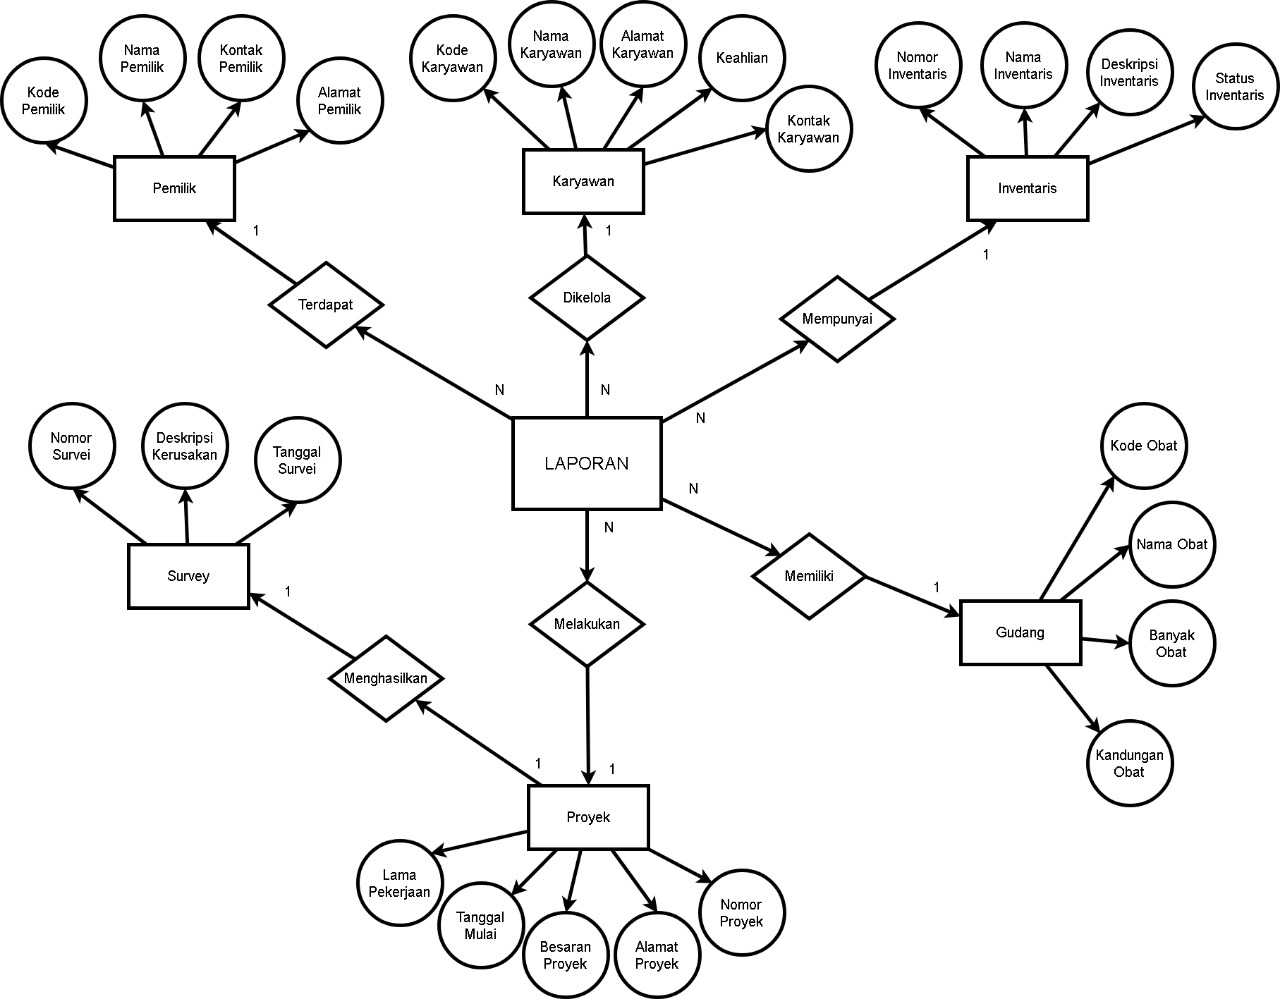 Kode
Pemilik
Nama
Pemilik
Kontak
Pemilik
Alamat
Pemilik
Pemilik
Kode
Karyawan
Nama
Karyawan
Alamat
Karyawan
Keahlian
Kontak
Karyawan
Karyawan
Nomor
Inventaris
Nama
Inventaris
Deskripsi
Inventaris
Status
Inventaris
Inventaris
1
1
1
Terdapat
Dikelola
Mempunyai
N
N
N
LAPORAN
N
N
Nomor
Survei
Deskripsi
Kerusakan
Tanggal
Survei
Survey
1
Kode Obat
Nama Obat
Banyak
Obat
Kandungan
Obat
Memiliki
1
Gudang
Melakukan
Menghasilkan
1
1
Proyek
Lama
Pekerjaan
Tanggal
Mulai
Besaran
Proyek
Alamat
Proyek
Nomor
Proyek